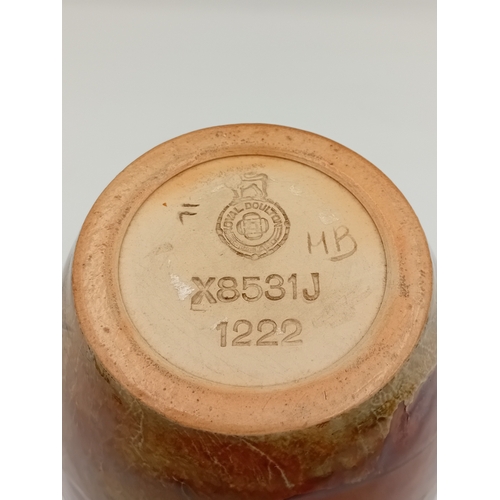 ROYAL DOULTON
MB
X8531J
1222